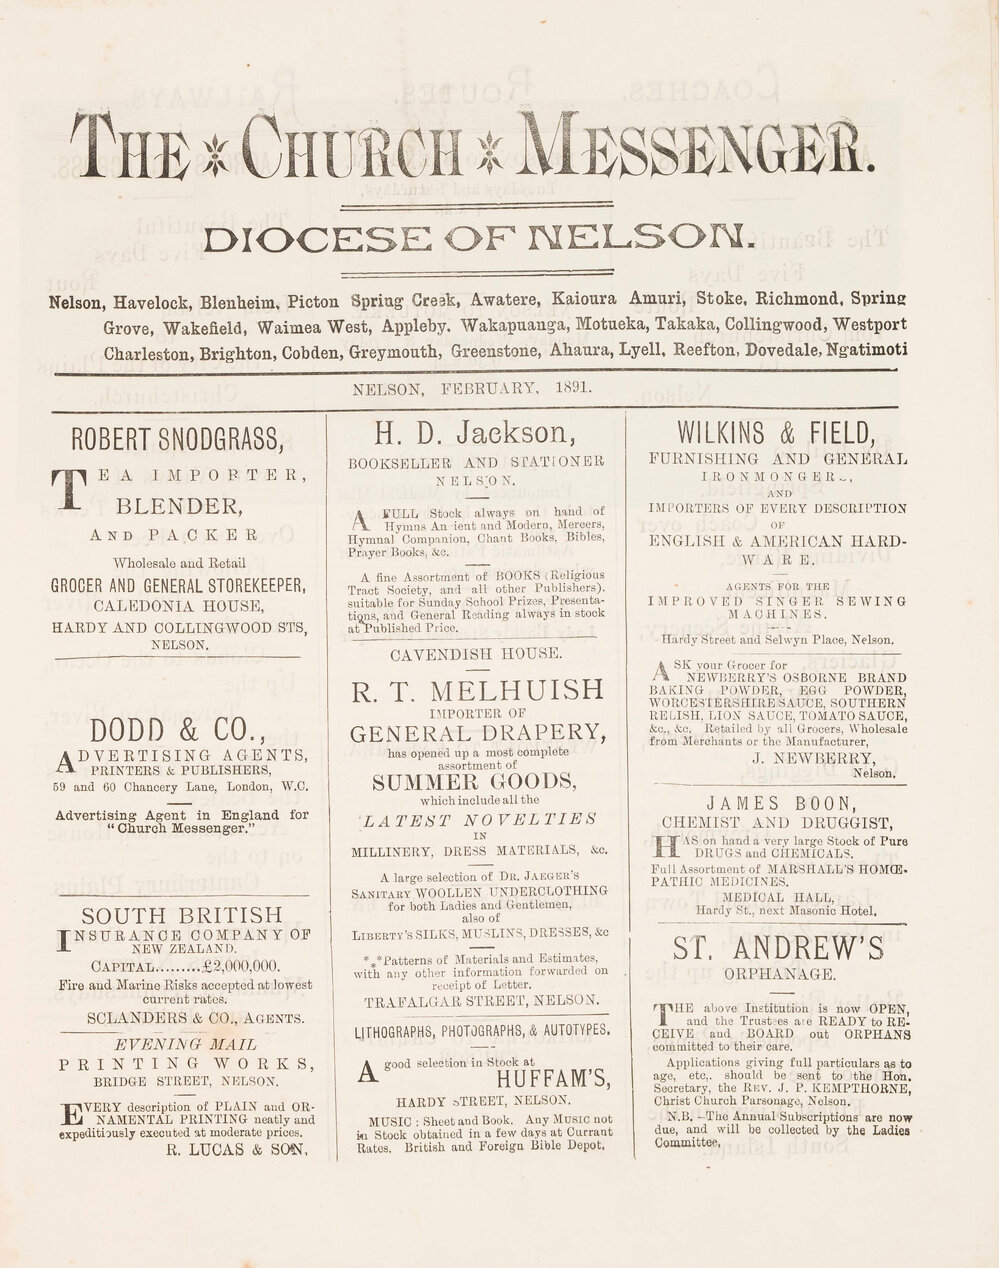 THE CHURCH MESSENGER.
DIOCESE OF NELSON.
Nelson, Havelock, Blenheim, Picton Spring Creek, Awatere, Kaioura Amuri, Stoke, Richmond, Spring
Grove, Wakefield, Waimea West, Appleby, Wakapuanga, Motueka, Takaka, Collingwood, Westport
Charleston, Brighton, Cobden, Greymouth, Greenstone, Ahaura, Lyell, Reefton, Dovedale, Ngatimoti
NELSON, FEBRUARY, 1891.
ROBERT SNODGRASS,
TEA IMPORTER,
BLENDER,
AND PACKER
Wholesale and Retail
GROCER AND GENERAL STOREKEEPER,
CALEDONIA HOUSE,
HARDY AND COLLINGWOOD STS,
NELSON.
DODD & CO.,
ADVERTISING AGENTS,
PRINTERS & PUBLISHERS,
59 and 60 Chancery Lane, London, W.C.
Advertising Agent in England for
"Church Messenger."
SOUTH BRITISH
INSURANCE COMPANY OF
NEW ZEALAND.
CAPITAL.........£2,000,000.
Fire and Marine Risks accepted at lowest
current rates.
SCLANDERS & CO., AGENTS.
EVENING MAIL
PRINTING WORKS,
BRIDGE STREET, NELSON.
EVERY description of PLAIN and OR-
NAMENTAL PRINTING neatly and
expeditiously executed at moderate prices.
R. LUCAS & SON,
H. D. Jackson,
BOOKSELLER AND STATIONER
NELSON.
A FULL Stock always on hand of
Hymns An ient and Modern, Mercers,
Hymnal Companion, Chant Books, Bibles,
Prayer Books, &c.
A fine Assortment of BOOKS (Religious
Tract Society, and all other Publishers).
suitable for Sunday School Prizes, Presenta-
tions, and General Reading always in stock
at Published Price.
CAVENDISH HOUSE.
R. T. MELHUISH
IMPORTER OF
GENERAL DRAPERY,
has opened up a most complete
assortment of
SUMMER GOODS,
which include all the
LATEST NOVELTIES
IN
MILLINERY, DRESS MATERIALS, &c.
A large selection of DR. JAEGER'S
SANITARY WOOLLEN UNDERCLOTHING
for both Ladies and Gentlemen,
also of
LIBERTY'S SILKS, MUSLINS, DRESSES, &c
*** Patterns of Materials and Estimates,
with any other information forwarded on
receipt of Letter.
TRAFALGAR STREET, NELSON.
LITHOGRAPHS, PHOTOGRAPHS, & AUTOTYPES.
A good selection in Stock at
HUFFAM'S,
HARDY STREET, NELSON.
MUSIC : Sheet and Book. Any Music not
in Stock obtained in a few days at Currant
Rates. British and Foreign Bible Depot.
WILKINS & FIELD,
FURNISHING AND GENERAL
IRONMONGER.,
AND
IMPORTERS OF EVERY DESCRIPTION
OF
ENGLISH & AMERICAN HARD-
WARE.
AGENTS FOR THE
IMPROVED SINGER SEWING
MACHINES.
Hardy Street and Selwyn Place, Nelson.
ASK your Grocer for
NEWBERRY'S OSBORNE BRAND
BAKING POWDER, EGG POWDER,
WORCESTERSHIRE SAUCE, SOUTHERN
RELISH, LION SAUCE, TOMATO SAUCE,
&c., &c. Retailed by all Grocers, Wholesale
from Merchants or the Manufacturer,
J. NEWBERRY,
Nelson.
JAMES BOON,
CHEMIST AND DRUGGIST,
HAS on hand a very large Stock of Pure
DRUGS and CHEMICALS.
Full Assortment of MARSHALL'S HOMŒ-
PATHIC MEDICINES.
MEDICAL HALL,
Hardy St., next Masonic Hotel,
ST. ANDREW'S
ORPHANAGE.
THE above Institution is now OPEN,
and the Trustees are READY to RE-
CEIVE and BOARD out ORPHANS
committed to their care.
Applications giving full particulars as to
age, etc,. should be sent to the Hon.
Secretary, the REV. J. P. KEMPTHORNE,
Christ Church Parsonage, Nelson.
N.B. -The Annual Subscriptions are now
due, and will be collected by the Ladies
Committee,